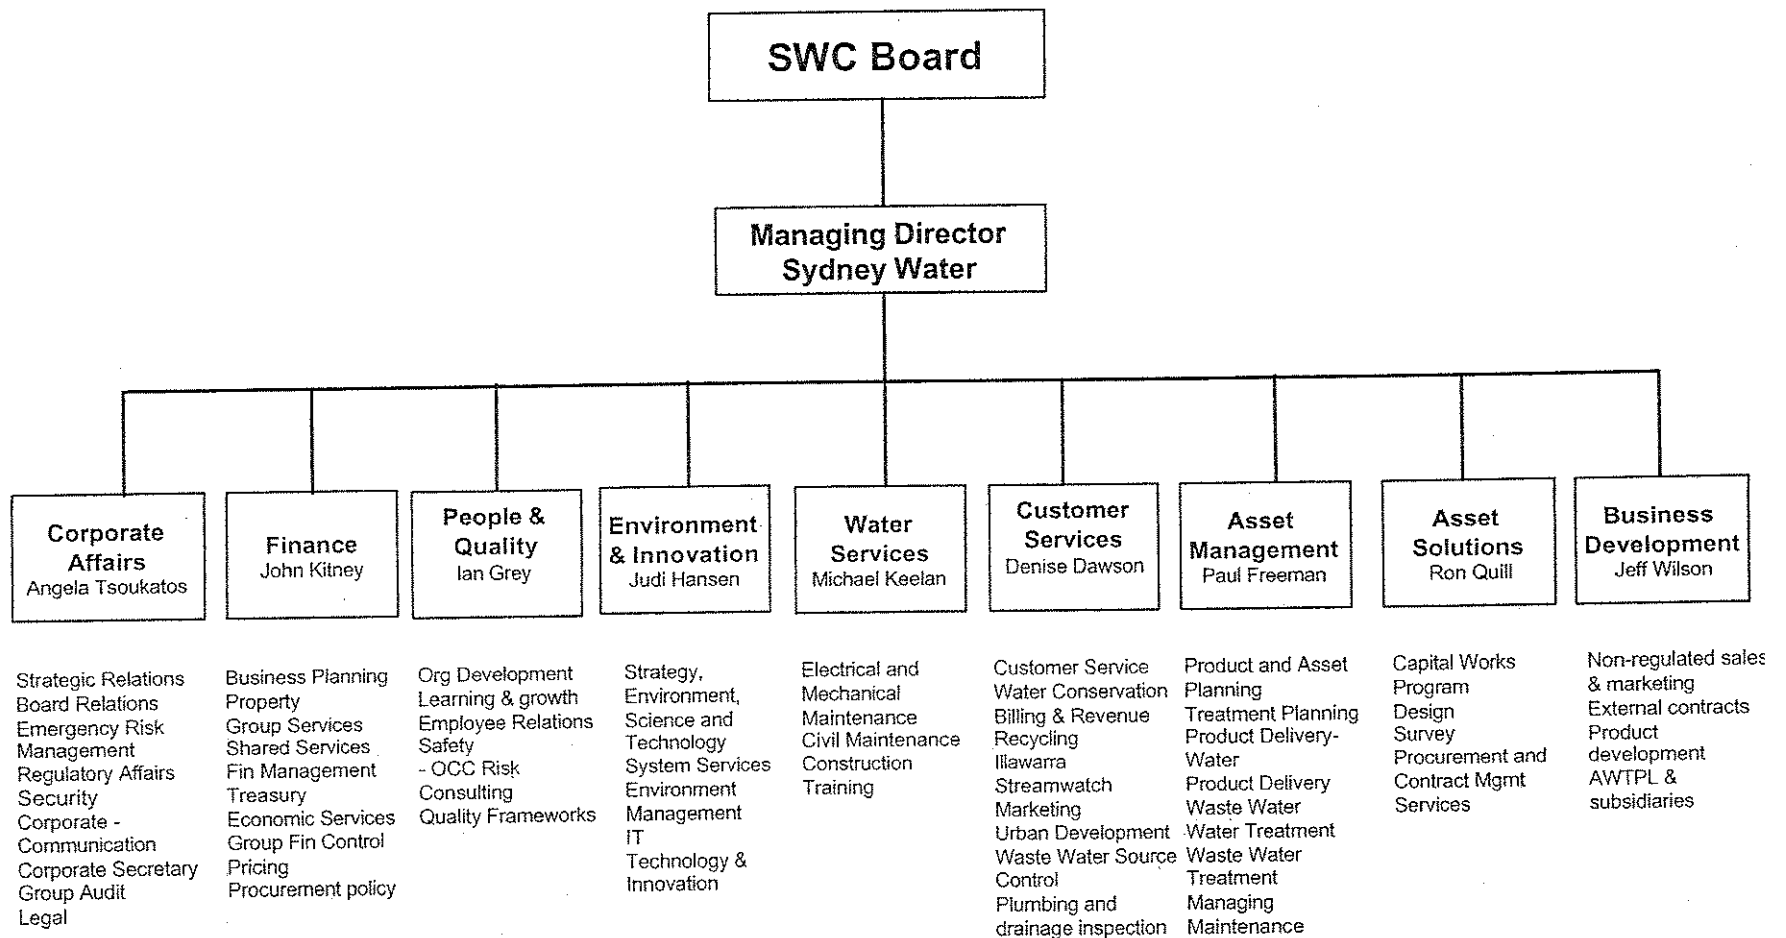 SWC Board
Managing Director
Sydney Water
Corporate
Affairs
Angela Tsoukatos
Strategic Relations
Board Relations
Emergency Risk
Management
Regulatory Affairs
Security
Corporate -
Communication
Corporate Secretary
Group Audit
Legal
Finance
John Kitney
Business Planning
Property
Group Services
Shared Services
Fin Management
Treasury
Economic Services
Group Fin Control
Pricing
Procurement policy
People &
Quality
Ian Grey
Org Development
Learning & growth
Employee Relations
Safety
- OCC Risk
Consulting
Quality Frameworks
Environment
& Innovation
Judi Hansen
Strategy,
Environment,
Science and
Technology
System Services
Environment
Management
IT
Technology &
Innovation
Water
Services
Michael Keelan
Electrical and
Mechanical
Maintenance
Civil Maintenance
Construction
Training
Customer
Services
Denise Dawson
Customer Service
Water Conservation
Billing & Revenue
Recycling
Illawarra
Streamwatch
Marketing
Urban Development
Waste Water Source
Control
Plumbing and
drainage inspection
Asset
Management
Paul Freeman
Product and Asset
Planning
Treatment Planning
Product Delivery-
Water
Product Delivery
Waste Water
Water Treatment
Waste Water
Treatment
Managing
Maintenance
Asset
Solutions
Ron Quill
Capital Works
Program
Design
Survey
Procurement and
Contract Mgmt
Services
Business
Development
Jeff Wilson
Non-regulated sales
& marketing
External contracts
Product
development
AWTPL &
subsidiaries